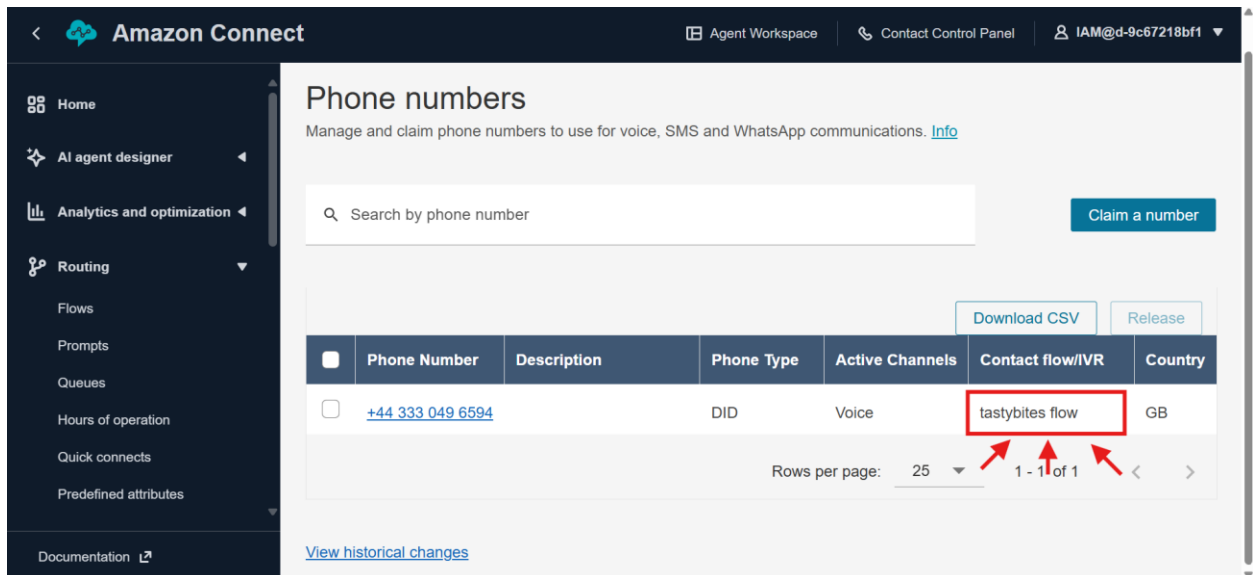 Amazon Connect
Agent Workspace
Contact Control Panel
IAM@d-9c67218bf1
Home
AI agent designer
Analytics and optimization
Routing
Flows
Prompts
Queues
Hours of operation
Quick connects
Predefined attributes
Documentation
Phone numbers
Manage and claim phone numbers to use for voice, SMS and WhatsApp communications. Info
Search by phone number
Claim a number
Download CSV
Release
Phone Number Description Phone Type Active Channels Contact flow/IVR Country
+44 333 049 6594 DID Voice tastybites flow GB
Rows per page: 25 1 - 1 of 1
View historical changes